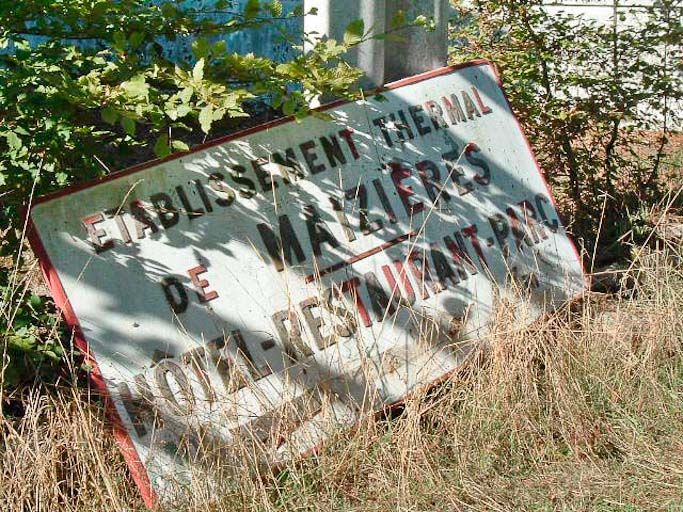 ETABLISSEMENT THERMAL
DE MAIZIÈRES
HÔTEL-RESTAURANT-PARC